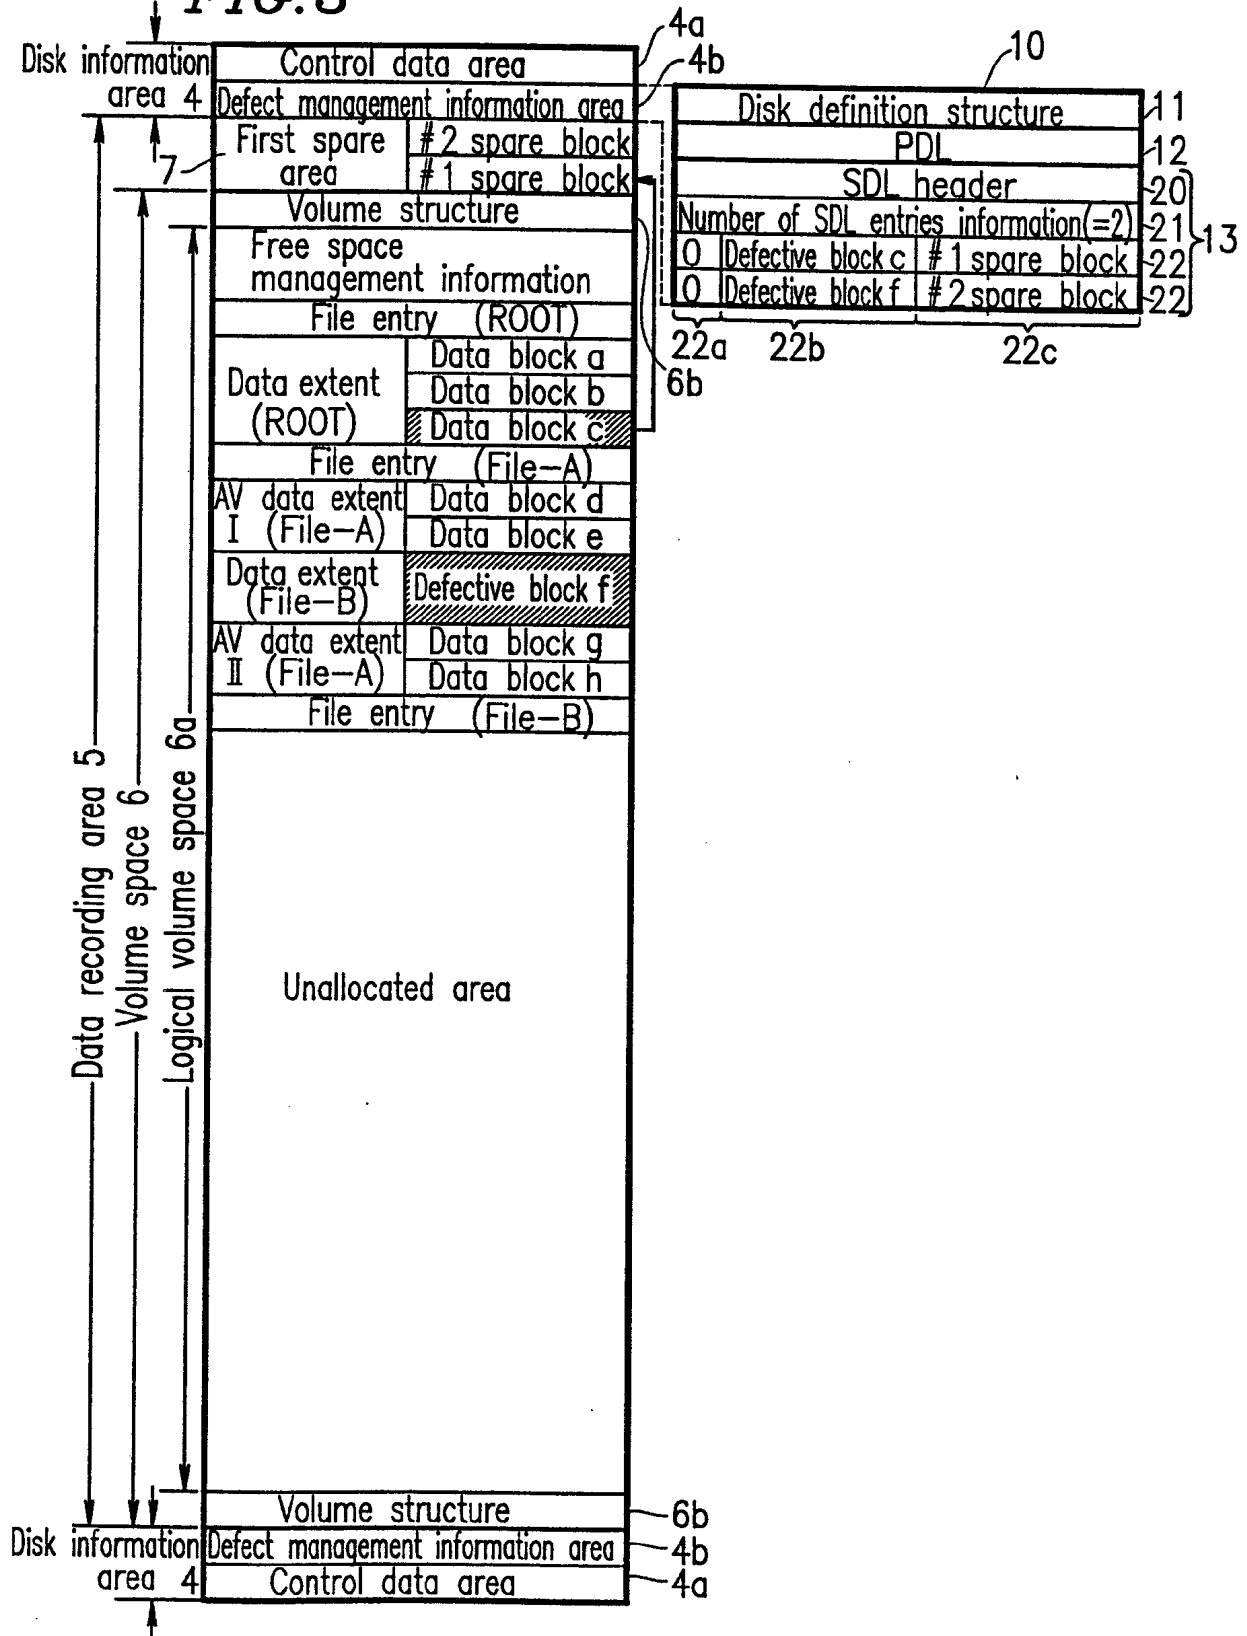 FIG. 3
Disk information
area 4
Control data area
Defect management information area
4a
4b
7
First spare
area
#2 spare block
#1 spare block
Volume structure
Free space
management information
File entry (ROOT)
Data extent
(ROOT)
Data block a
Data block b
Data block c
File entry (File-A)
AV data extent
I (File-A)
Data block d
Data block e
Data extent
(File-B)
Defective block f
AV data extent
II (File-A)
Data block g
Data block h
File entry (File-B)
Unallocated area
Volume structure
6b
Disk information
area 4
Defect management information area
4b
Control data area
4a
Data recording area 5
Volume space 6
Logical volume space 6a
10
Disk definition structure
11
PDL
12
SDL header
20
Number of SDL entries information(=2)
21
13
0 Defective block c #1 spare block
22
0 Defective block f #2 spare block
22
22a
22b
22c
6b